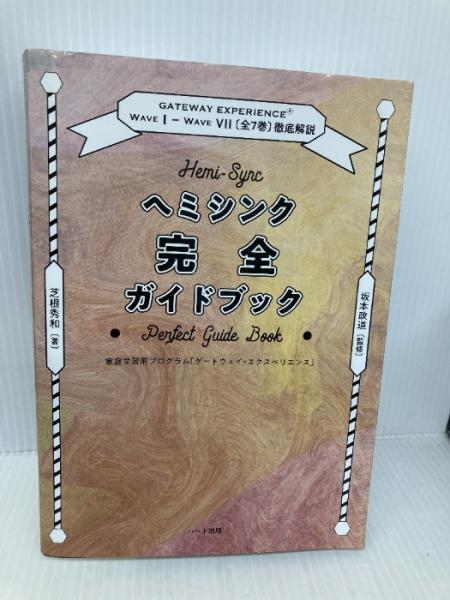 GATEWAY EXPERIENCE®
WAVE I – WAVE VII〔全7巻〕徹底解説
Hemi-Sync
ヘミシンク
完全
ガイドブック
• Perfect Guide Book •
家庭学習用プログラム「ゲートウェイ・エクスペリエンス」
芝根秀和〔著〕
坂本政道〔監修〕
ハート出版